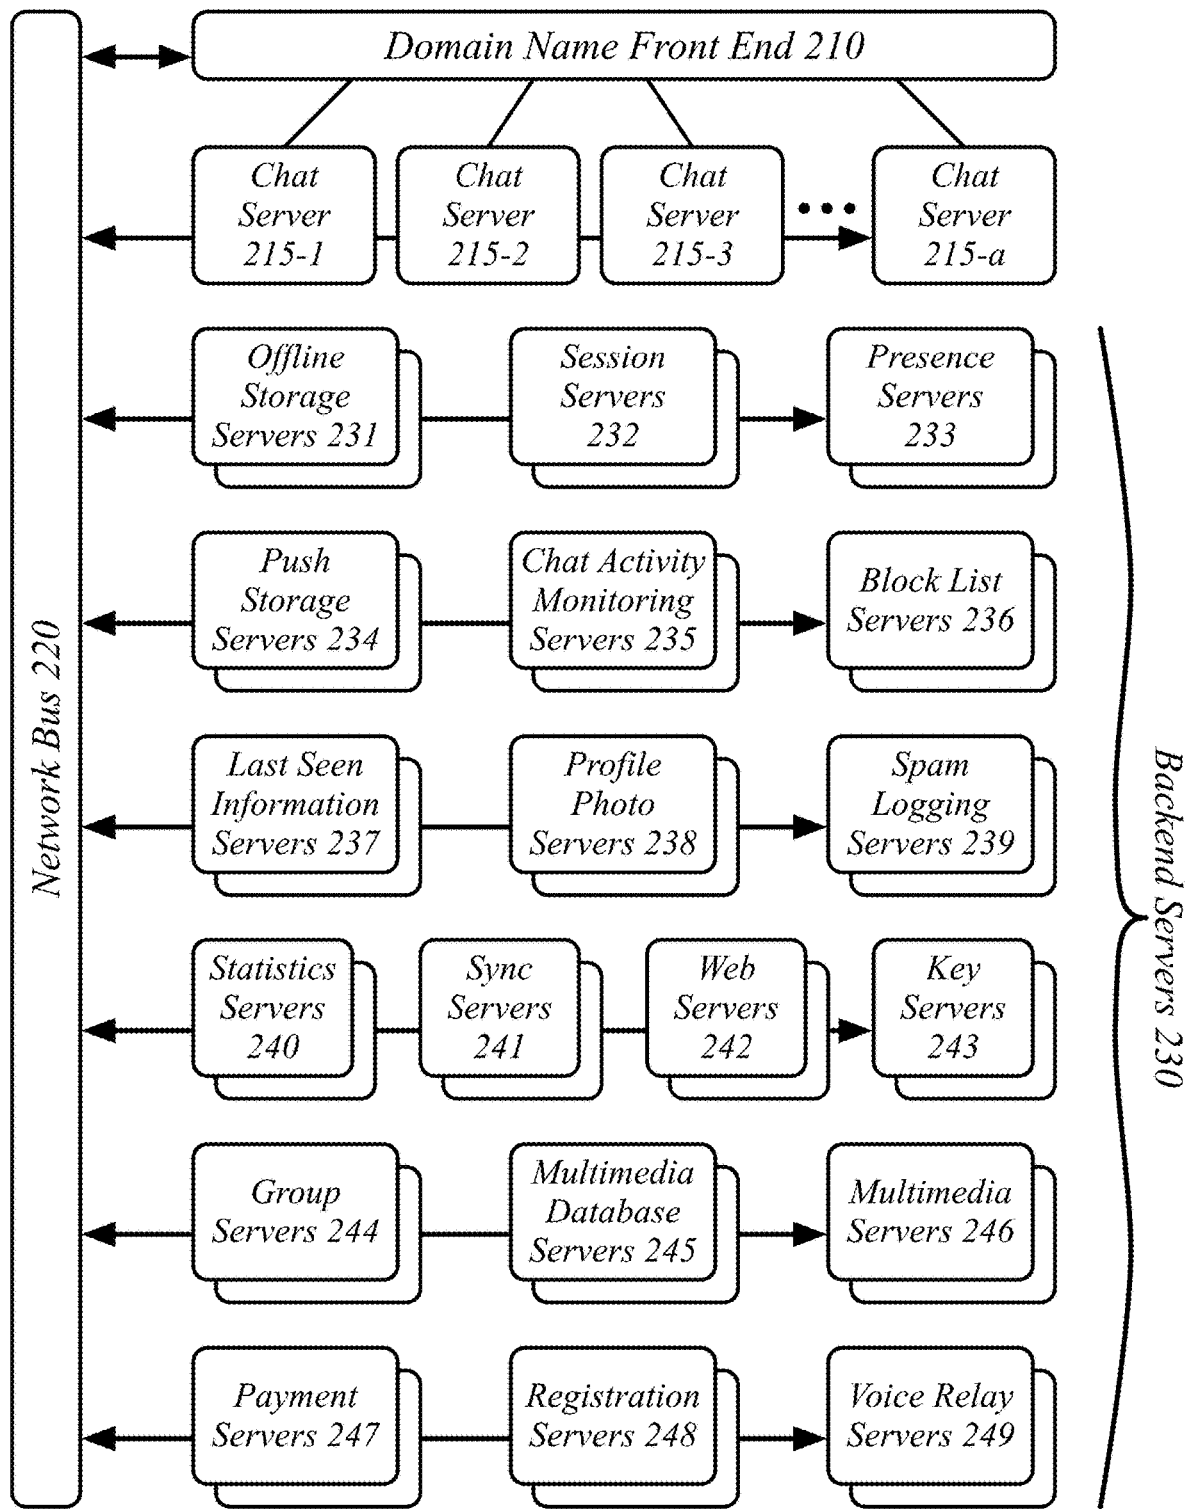 Domain Name Front End 210
Chat
Server
215-1
Chat
Server
215-2
Chat
Server
215-3
•••
Chat
Server
215-a
Network Bus 220
Offline
Storage
Servers 231
Session
Servers
232
Presence
Servers
233
Push
Storage
Servers 234
Chat Activity
Monitoring
Servers 235
Block List
Servers 236
Last Seen
Information
Servers 237
Profile
Photo
Servers 238
Spam
Logging
Servers 239
Statistics
Servers
240
Sync
Servers
241
Web
Servers
242
Key
Servers
243
Group
Servers 244
Multimedia
Database
Servers 245
Multimedia
Servers 246
Payment
Servers 247
Registration
Servers 248
Voice Relay
Servers 249
Backend Servers 230